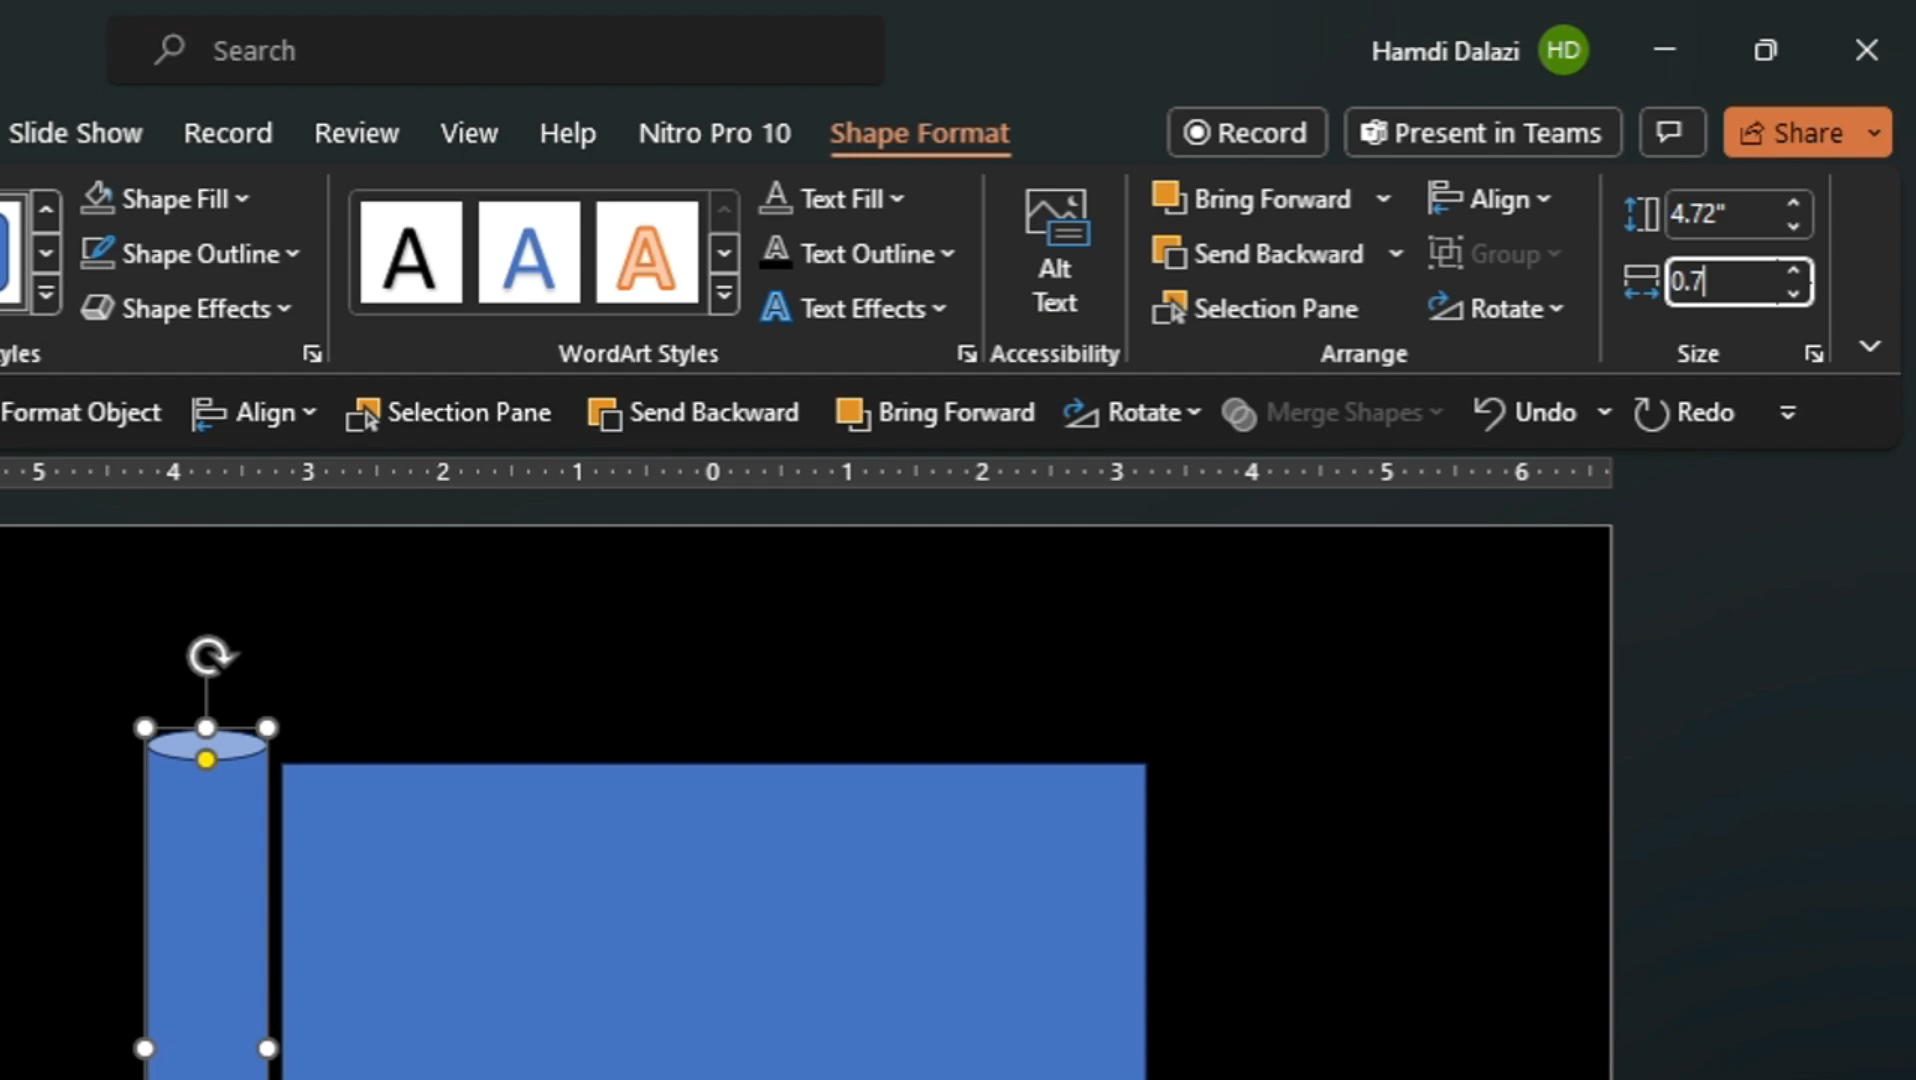 Search
Hamdi Dalazi HD
Slide Show Record Review View Help Nitro Pro 10 Shape Format Record Present in Teams Share
Shape Fill
Shape Outline
Shape Effects
yles
A A A
Text Fill
Text Outline
Text Effects
WordArt Styles
Alt
Text
Accessibility
Bring Forward Align
Send Backward Group
Selection Pane Rotate
Arrange
4.72"
0.7
Size
Format Object Align Selection Pane Send Backward Bring Forward Rotate Merge Shapes Undo Redo
5 4 3 2 1 0 1 2 3 4 5 6